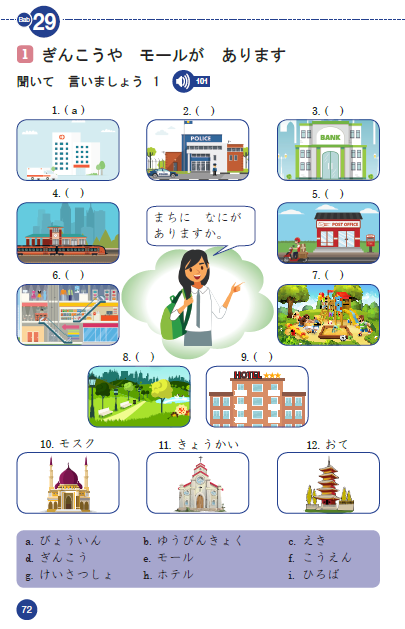 Bab 29
1 ぎんこうや　モールが　あります
聞いて　言いましょう　1　101
1. ( a )
2. (   )
3. (   )
POLICE
BANK
4. (   )
5. (   )
まちに　なにが
ありますか。
POST OFFICE
6. (   )
7. (   )
8. (   )
9. (   )
HOTEL
10. モスク
11. きょうかい
12. おて
a. びょういん
b. ゆうびんきょく
c. えき
d. ぎんこう
e. モール
f. こうえん
g. けいさつしょ
h. ホテル
i. ひろば
72